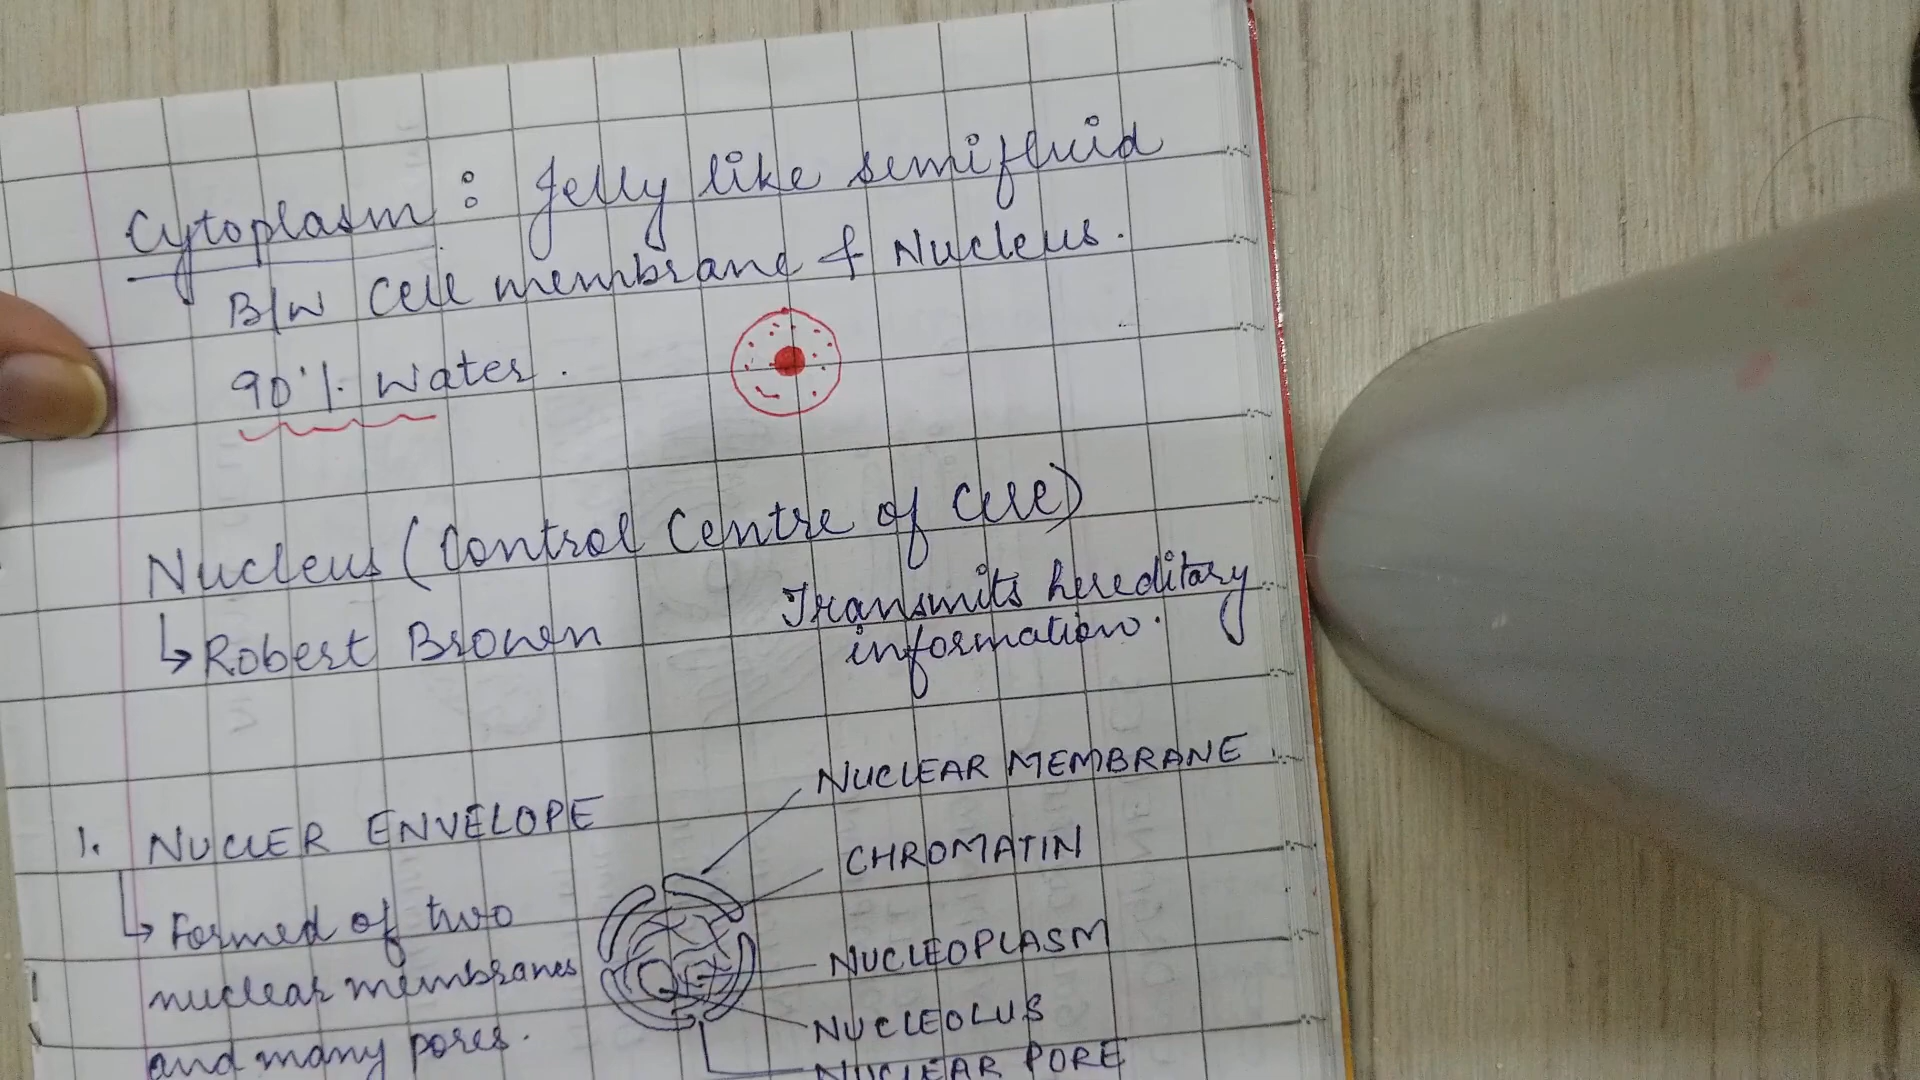 Cytoplasm : Jelly like semifluid
B/W Cell membrane & Nucleus.
90% Water.
Nucleus (Control Centre of Cell)
↳ Robert Brown
Transmits hereditary
information.
1. NUCLER ENVELOPE
↳ Formed of two
nuclear membranes
and many pores.
NUCLEAR MEMBRANE
CHROMATIN
NUCLEOPLASM
NUCLEOLUS
NUCLEAR PORE